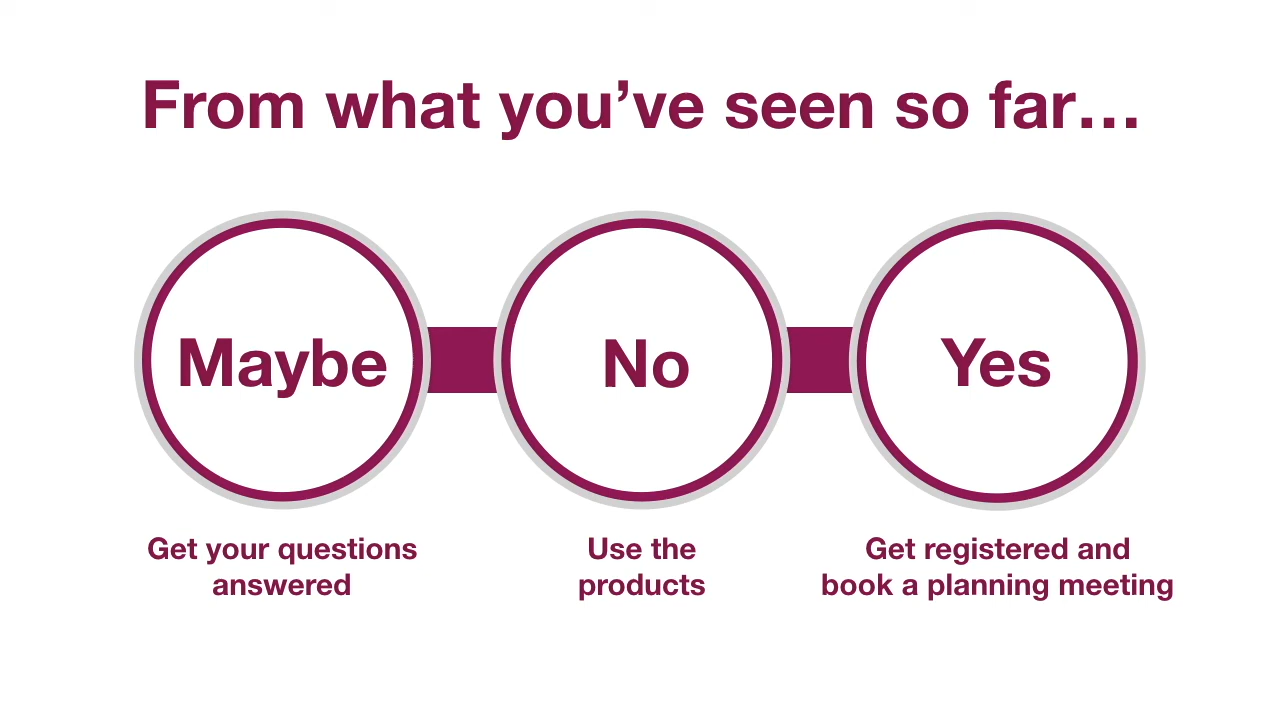 From what you’ve seen so far…
Maybe
No
Yes
Get your questions
answered
Use the
products
Get registered and
book a planning meeting